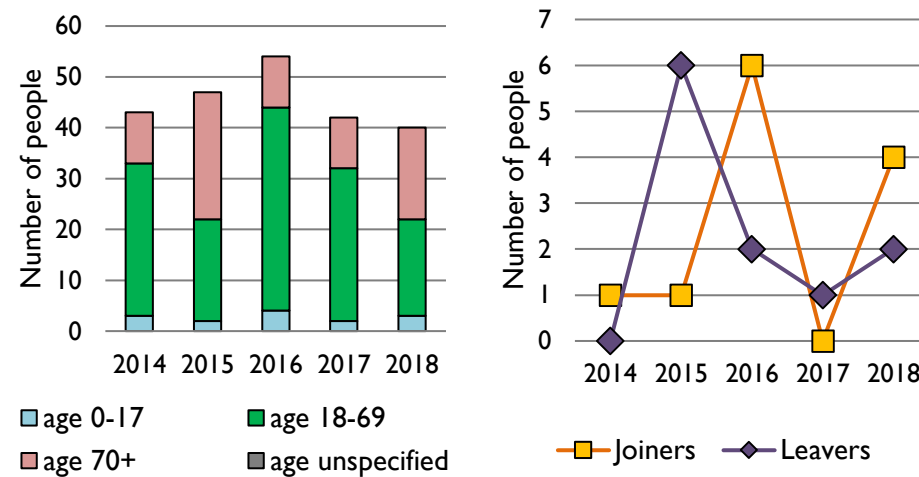 Number of people
60
50
40
30
20
10
0
2014 2015 2016 2017 2018
age 0-17 age 18-69
age 70+ age unspecified
Number of people
7
6
5
4
3
2
1
0
2014 2015 2016 2017 2018
Joiners Leavers